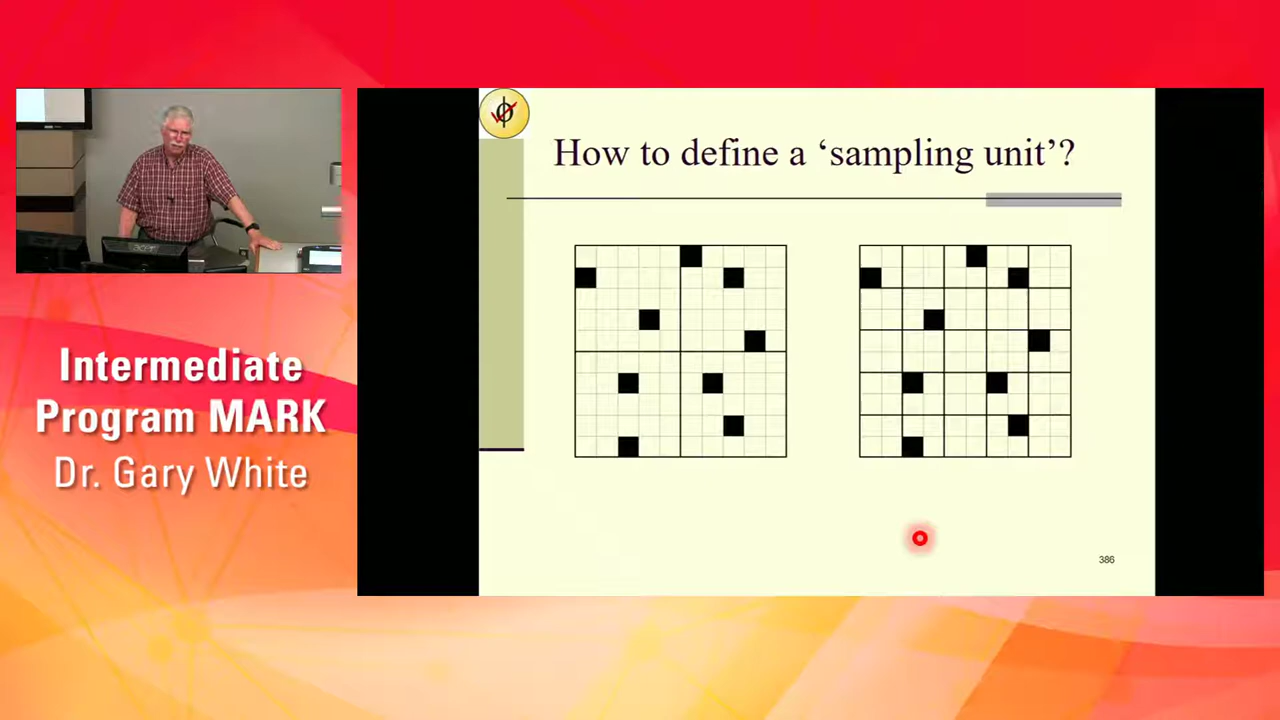 How to define a ‘sampling unit’?
Intermediate
Program MARK
Dr. Gary White
386